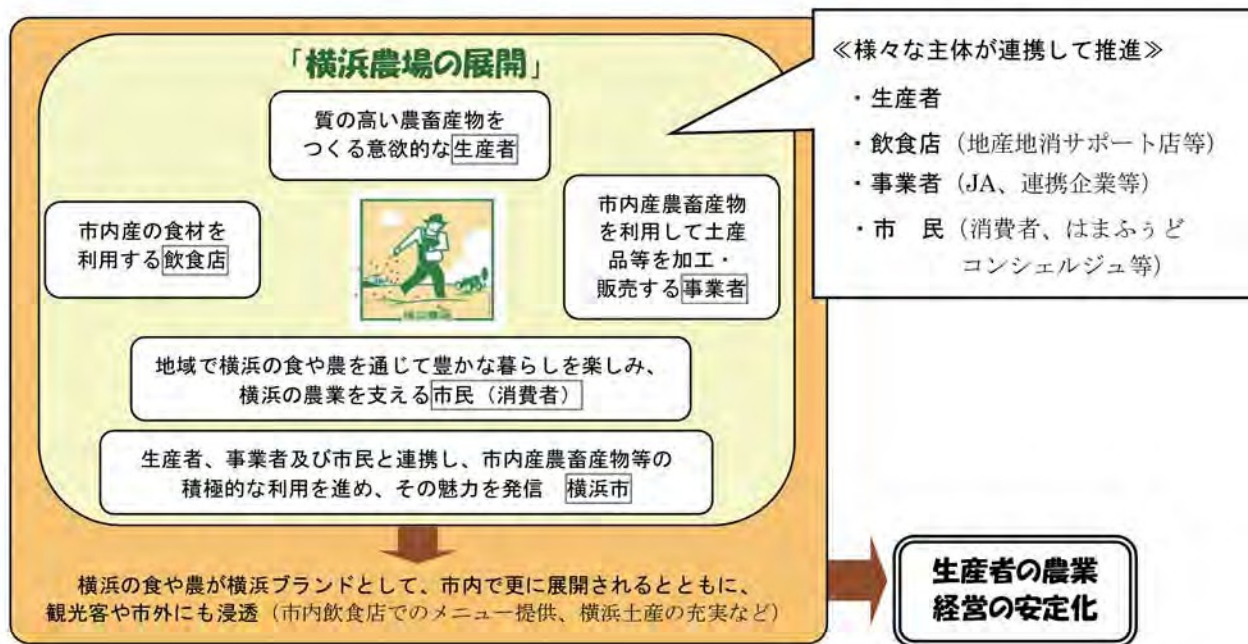 「横浜農場の展開」
質の高い農畜産物を
つくる意欲的な生産者
市内産の食材を
利用する飲食店
横浜農場
市内産農畜産物
を利用して土産
品等を加工・
販売する事業者
地域で横浜の食や農を通じて豊かな暮らしを楽しみ、
横浜の農業を支える市民（消費者）
生産者、事業者及び市民と連携し、市内産農畜産物等の
積極的な利用を進め、その魅力を発信 横浜市
≪様々な主体が連携して推進≫
・生産者
・飲食店（地産地消サポート店等）
・事業者（JA、連携企業等）
・市 民（消費者、はまふぅど
コンシェルジュ等）
横浜の食や農が横浜ブランドとして、市内で更に展開されるとともに、
観光客や市外にも浸透（市内飲食店でのメニュー提供、横浜土産の充実など）
生産者の農業
経営の安定化